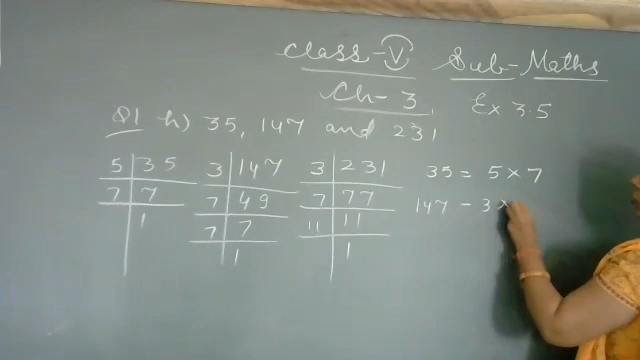 Class-V Sub-Maths
Ch-3 Ex 3.5
Q1 h) 35, 147 and 231
5 | 35 3 | 147 3 | 231 35 = 5 × 7
7 | 7 7 | 49 7 | 77 147 - 3 ×
1 7 | 7 11 | 11
1 1